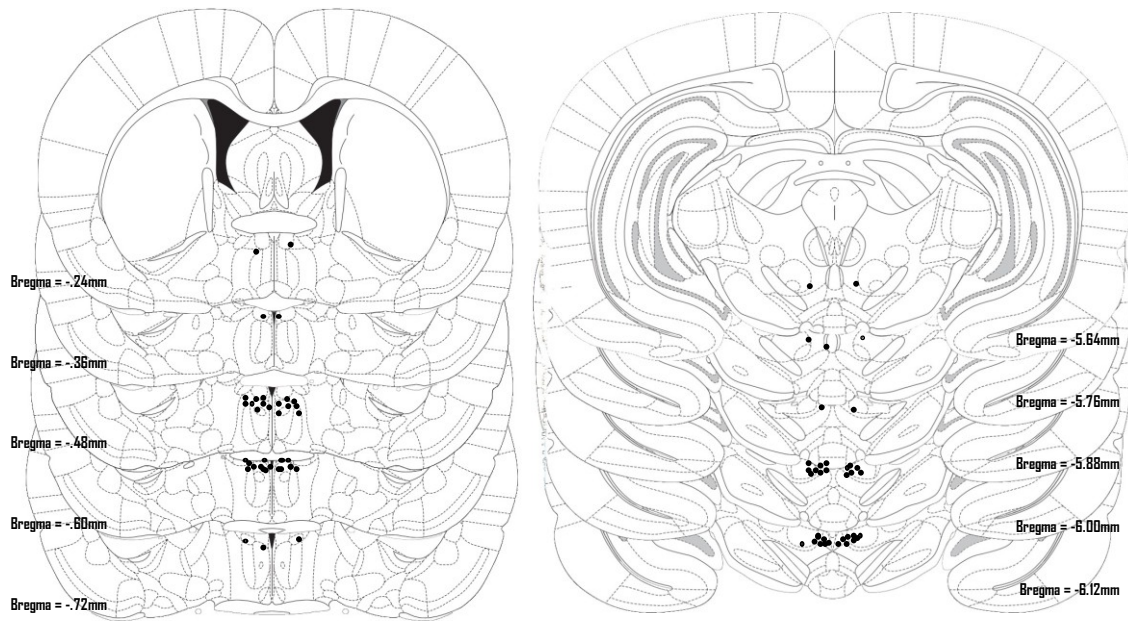 Bregma = -.24mm
Bregma = -.36mm
Bregma = -.48mm
Bregma = -.60mm
Bregma = -.72mm
Bregma = -5.64mm
Bregma = -5.76mm
Bregma = -5.88mm
Bregma = -6.00mm
Bregma = -6.12mm